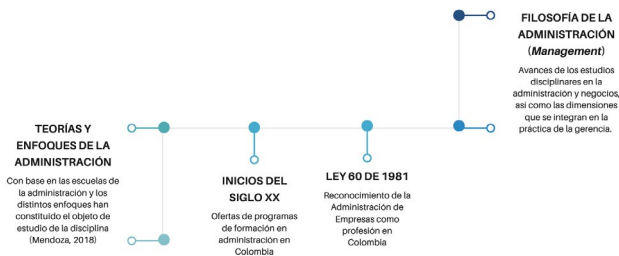 TEORÍAS Y
ENFOQUES DE LA
ADMINISTRACIÓN
Con base en las escuelas de
la administración y los
distintos enfoques han
constituido el objeto de
estudio de la disciplina
(Mendoza, 2018)
INICIOS DEL
SIGLO XX
Ofertas de programas
de formación en
administración en
Colombia
LEY 60 DE 1981
Reconocimiento de la
Administración de
Empresas como
profesión en
Colombia
FILOSOFÍA DE LA
ADMINISTRACIÓN
(Management)
Avances de los estudios
disciplinares en la
administración y negocios,
así como las dimensiones
que se integran en la
práctica de la gerencia.